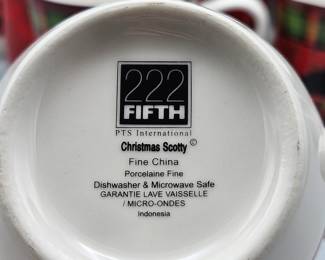 222
FIFTH
PTS International
Christmas Scotty ©
Fine China
Porcelaine Fine
Dishwasher & Microwave Safe
GARANTIE LAVE VAISSELLE
/ MICRO-ONDES
Indonesia